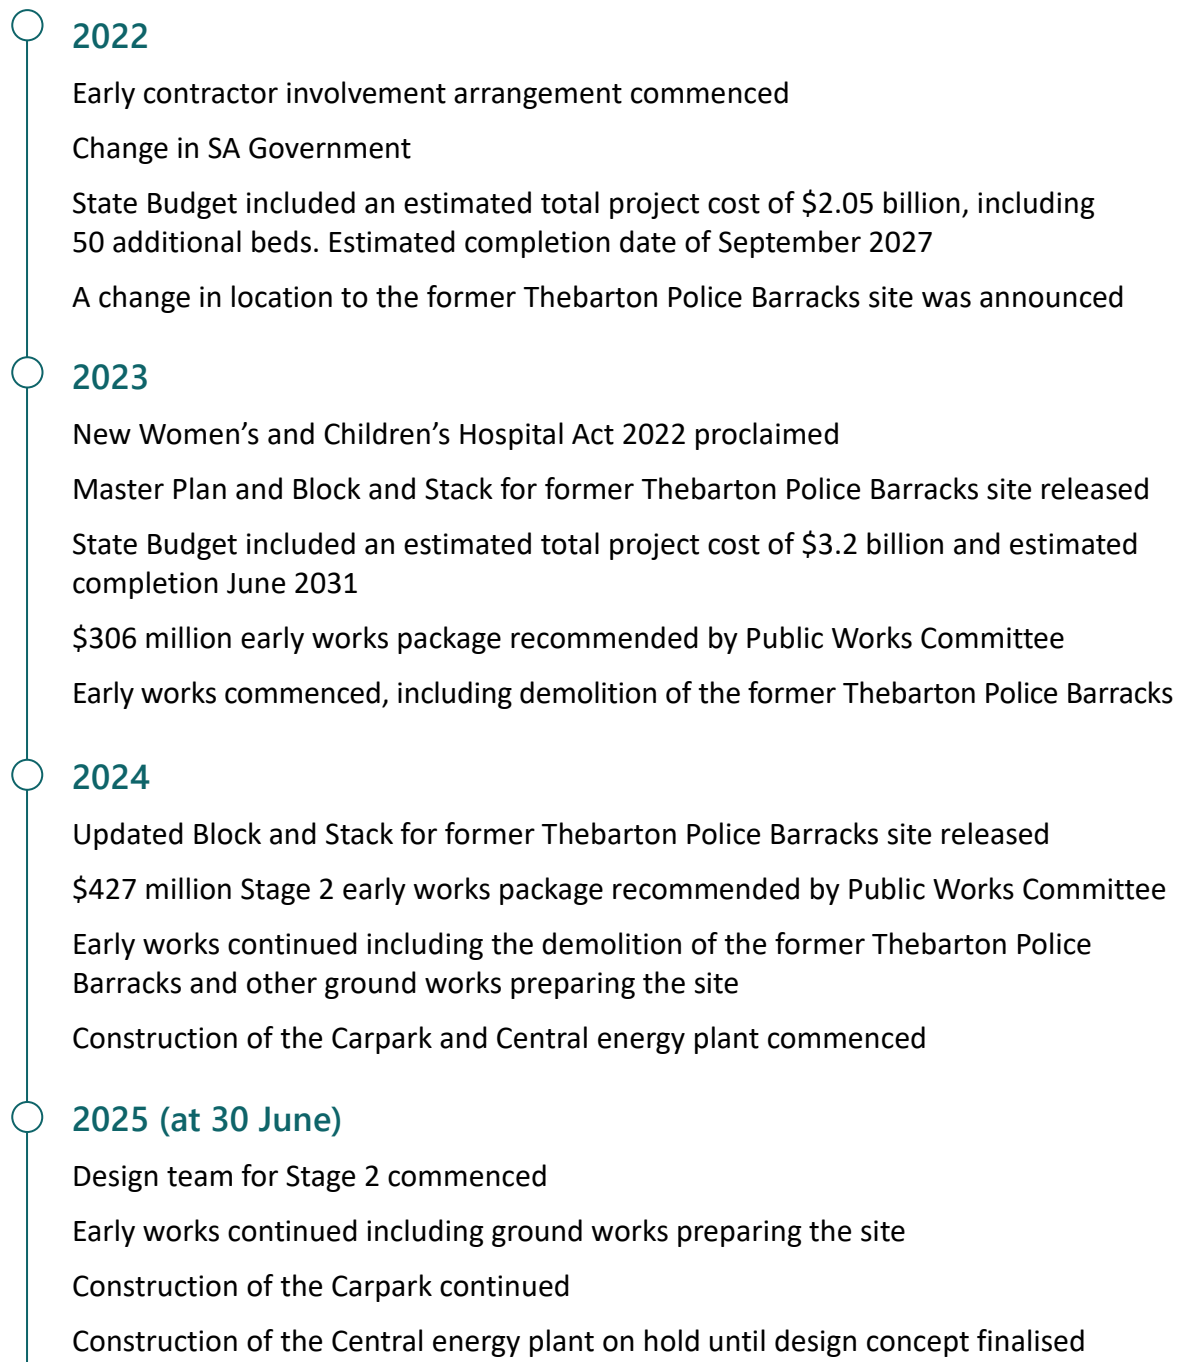 2022
Early contractor involvement arrangement commenced
Change in SA Government
State Budget included an estimated total project cost of $2.05 billion, including
50 additional beds. Estimated completion date of September 2027
A change in location to the former Thebarton Police Barracks site was announced
2023
New Women’s and Children’s Hospital Act 2022 proclaimed
Master Plan and Block and Stack for former Thebarton Police Barracks site released
State Budget included an estimated total project cost of $3.2 billion and estimated
completion June 2031
$306 million early works package recommended by Public Works Committee
Early works commenced, including demolition of the former Thebarton Police Barracks
2024
Updated Block and Stack for former Thebarton Police Barracks site released
$427 million Stage 2 early works package recommended by Public Works Committee
Early works continued including the demolition of the former Thebarton Police
Barracks and other ground works preparing the site
Construction of the Carpark and Central energy plant commenced
2025 (at 30 June)
Design team for Stage 2 commenced
Early works continued including ground works preparing the site
Construction of the Carpark continued
Construction of the Central energy plant on hold until design concept finalised